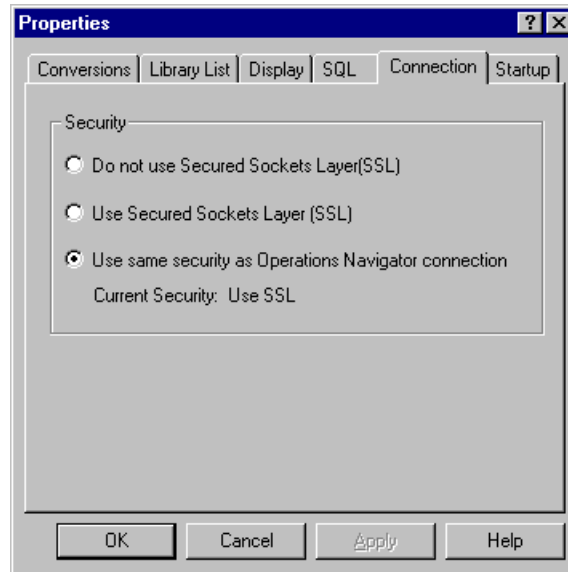 Properties
Conversions Library List Display SQL Connection Startup
Security
Do not use Secured Sockets Layer(SSL)
Use Secured Sockets Layer (SSL)
Use same security as Operations Navigator connection
Current Security: Use SSL
OK Cancel Apply Help